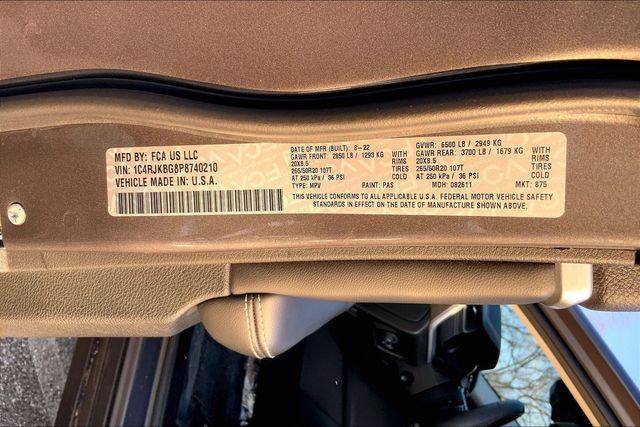 MFD BY: FCA US LLC
VIN: 1C4RJKBG8P8740210
VEHICLE MADE IN: U.S.A.
DATE OF MFR (BUILT): 8-22
GAWR FRONT: 2850 LB / 1293 KG WITH
20X8.5 RIMS
265/50R20 107T TIRES
AT 250 kPa / 36 PSI COLD
TYPE: MPV PAINT: PAS
GVWR: 6500 LB / 2949 KG
GAWR REAR: 3700 LB / 1679 KG WITH
20X8.5 RIMS
265/50R20 107T TIRES
AT 250 kPa / 36 PSI COLD
MDH: 082611 MKT: 875
THIS VEHICLE CONFORMS TO ALL APPLICABLE U.S.A. FEDERAL MOTOR VEHICLE SAFETY
STANDARDS IN EFFECT ON THE DATE OF MANUFACTURE SHOWN ABOVE.